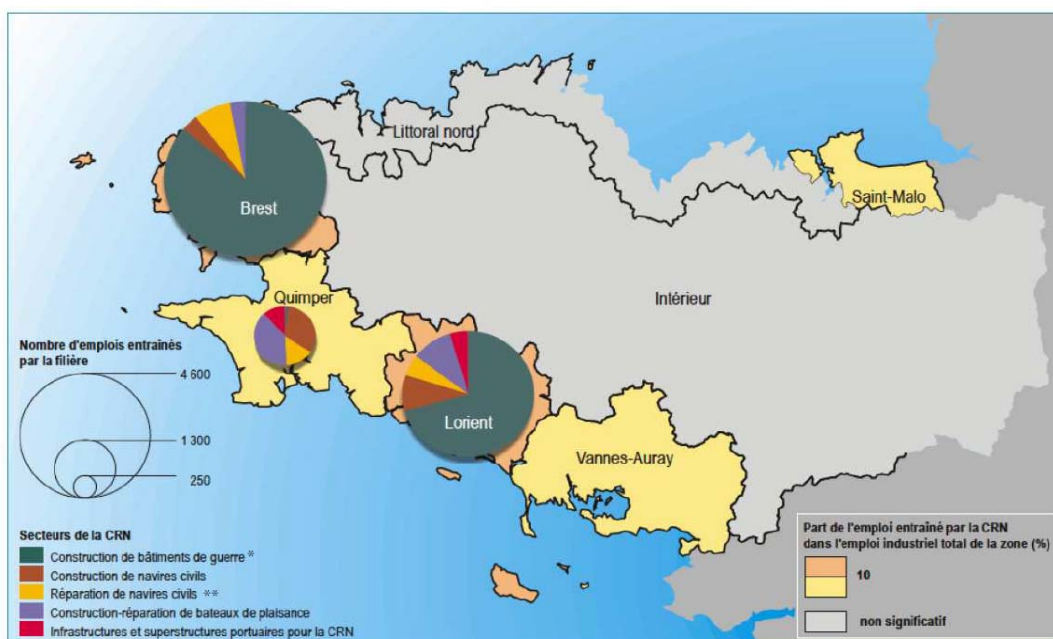 Littoral nord
Saint-Malo
Brest
Intérieur
Quimper
Lorient
Vannes-Auray
Nombre d'emplois entraînés
par la filière
4 600
1 300
250
Secteurs de la CRN
Construction de bâtiments de guerre *
Construction de navires civils
Réparation de navires civils **
Construction-réparation de bateaux de plaisance
Infrastructures et superstructures portuaires pour la CRN
Part de l'emploi entraîné par la CRN
dans l'emploi industriel total de la zone (%)
10
non significatif